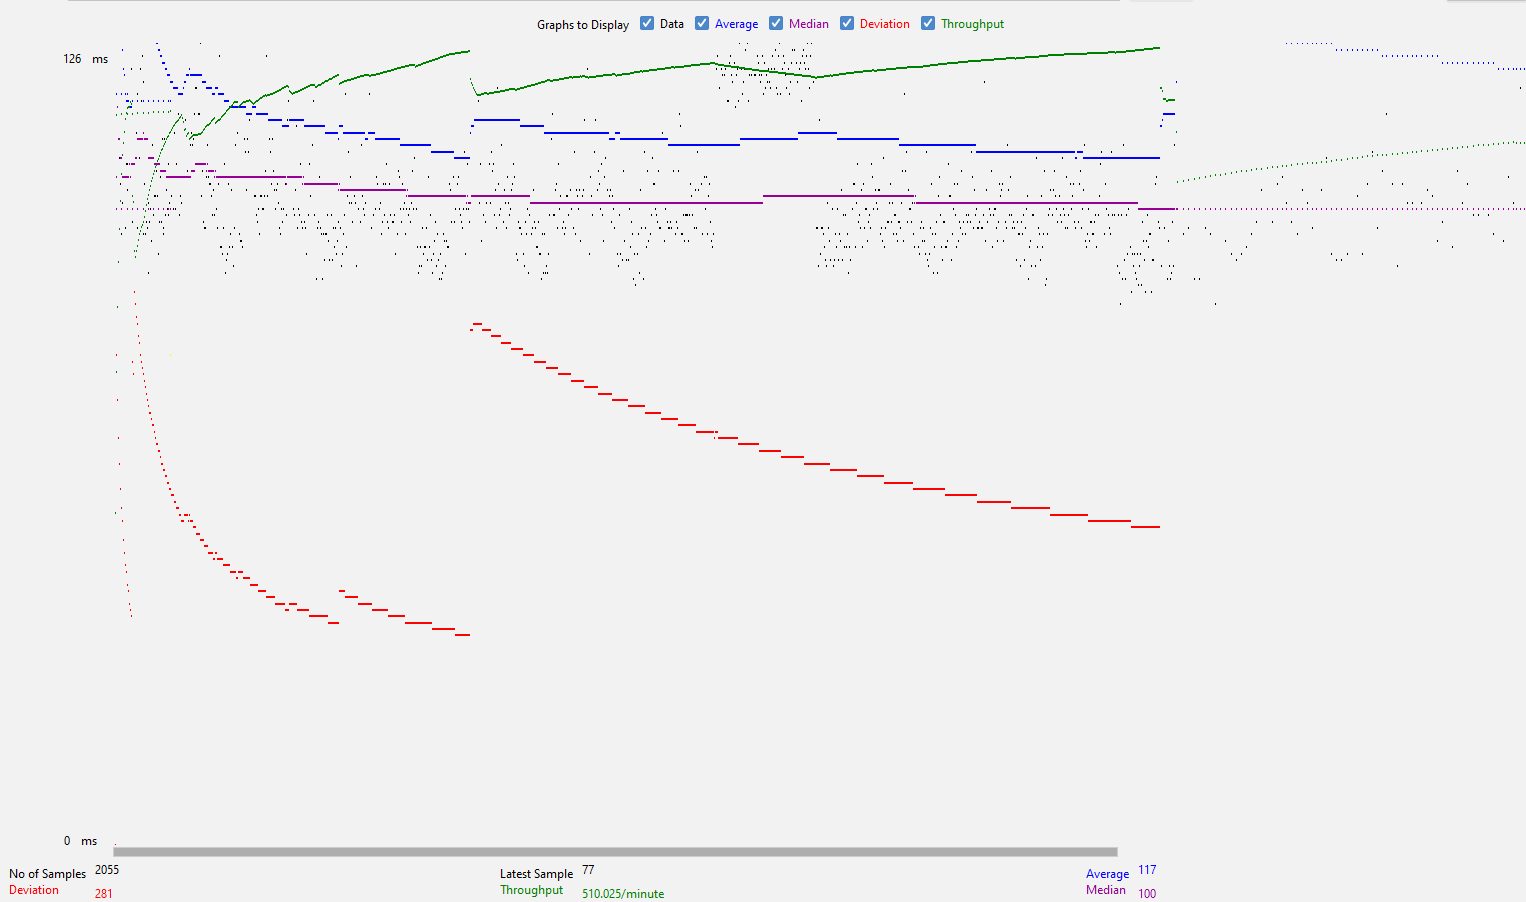 Graphs to Display Data Average Median Deviation Throughput
126 ms
0 ms
No of Samples 2055 Latest Sample 77 Average 117
Deviation 281 Throughput 510.025/minute Median 100